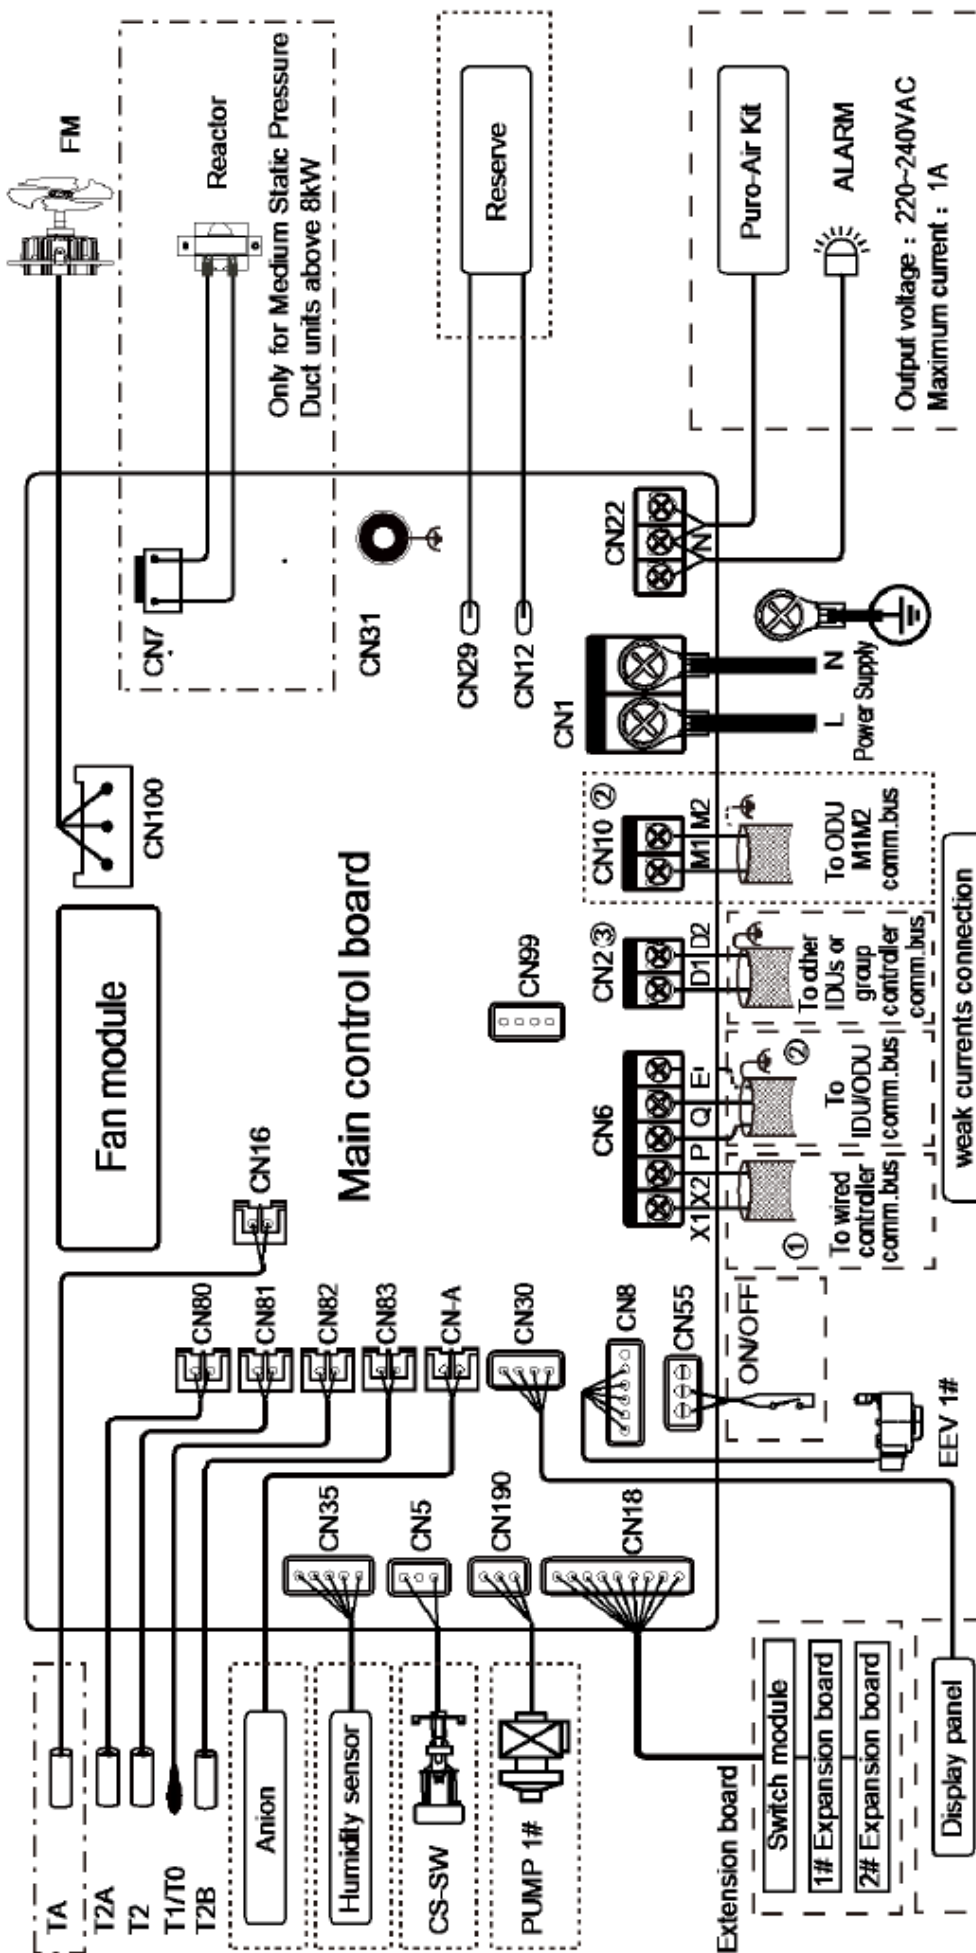 FM
Reactor
Only for Medium Static Pressure
Duct units above 8kW
Reserve
Puro-Air Kit
ALARM
Output voltage : 220~240VAC
Maximum current : 1A
CN100
CN7
CN31
CN29
CN12
CN22
N
CN1
L
N
Power Supply
Fan module
Main control board
CN99
CN10 ②
M1 M2
To ODU
M1M2
comm.bus
CN2 ③
D1 D2
To other
IDUs or
group
controller
comm.bus
CN6
X1 X2 P Q E
②
To
IDU/ODU
comm.bus
①
To wired
controller
comm.bus
weak currents connection
CN16
CN80
CN81
CN82
CN83
CN-A
CN30
CN8
CN55
ON/OFF
EEV 1#
CN35
CN5
CN190
CN18
TA
T2A
T2
T1/T0
T2B
Anion
Humidity sensor
CS-SW
PUMP 1#
Extension board
Switch module
1# Expansion board
2# Expansion board
Display panel